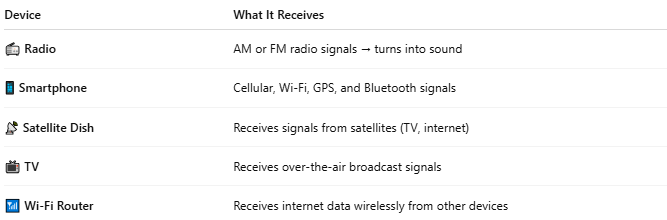 Device What It Receives
Radio AM or FM radio signals → turns into sound
Smartphone Cellular, Wi-Fi, GPS, and Bluetooth signals
Satellite Dish Receives signals from satellites (TV, internet)
TV Receives over-the-air broadcast signals
Wi-Fi Router Receives internet data wirelessly from other devices